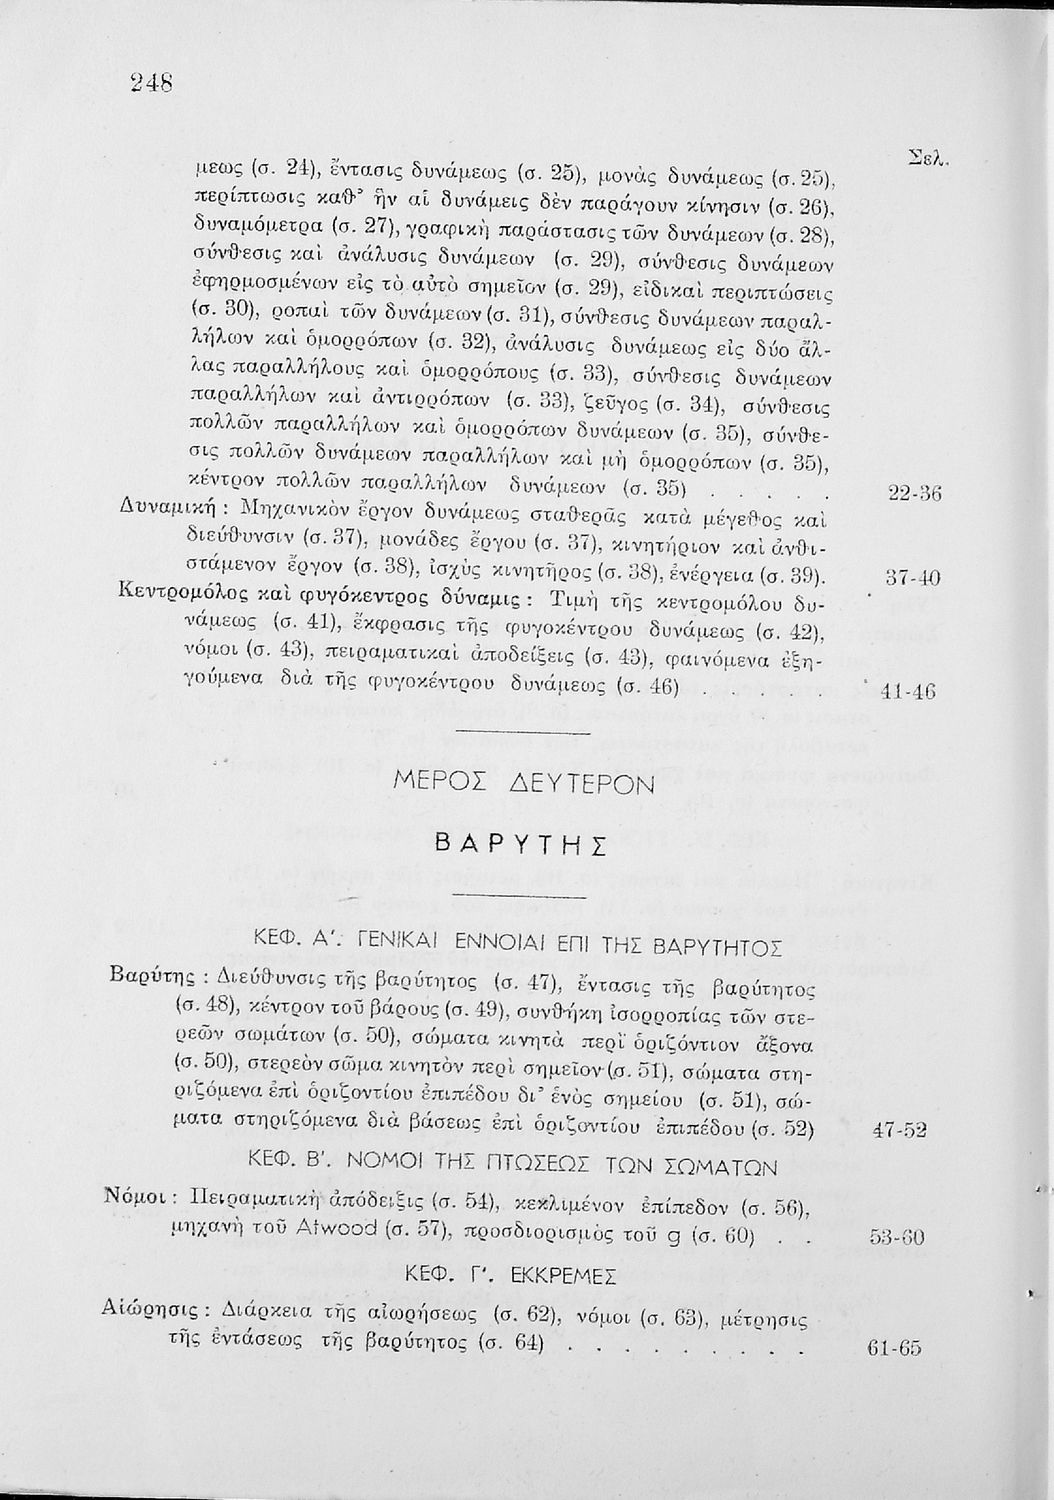 248
Σελ.
μεως (σ. 24), ἔντασις δυνάμεως (σ. 25), μονὰς δυνάμεως (σ. 25),
περίπτωσις καθ' ἣν αἱ δυνάμεις δὲν παράγουν κίνησιν (σ. 26),
δυναμόμετρα (σ. 27), γραφικὴ παράστασις τῶν δυνάμεων (σ. 28),
σύνθεσις καὶ ἀνάλυσις δυνάμεων (σ. 29), σύνθεσις δυνάμεων
ἐφηρμοσμένων εἰς τὸ αὐτὸ σημεῖον (σ. 29), εἰδικαὶ περιπτώσεις
(σ. 30), ροπαὶ τῶν δυνάμεων (σ. 31), σύνθεσις δυνάμεων παραλ-
λήλων καὶ ὁμορρόπων (σ. 32), ἀνάλυσις δυνάμεως εἰς δύο ἄλ-
λας παραλλήλους καὶ ὁμορρόπους (σ. 33), σύνθεσις δυνάμεων
παραλλήλων καὶ ἀντιρρόπων (σ. 33), ζεῦγος (σ. 34), σύνθεσις
πολλῶν παραλλήλων καὶ ὁμορρόπων δυνάμεων (σ. 35), σύνθε-
σις πολλῶν δυνάμεων παραλλήλων καὶ μὴ ὁμορρόπων (σ. 35),
κέντρον πολλῶν παραλλήλων δυνάμεων (σ. 35) . . . . . 22-36
Δυναμική : Μηχανικὸν ἔργον δυνάμεως σταθερᾶς κατὰ μέγεθος καὶ
διεύθυνσιν (σ. 37), μονάδες ἔργου (σ. 37), κινητήριον καὶ ἀνθι-
στάμενον ἔργον (σ. 38), ἰσχὺς κινητῆρος (σ. 38), ἐνέργεια (σ. 39). 37-40
Κεντρομόλος καὶ φυγόκεντρος δύναμις : Τιμὴ τῆς κεντρομόλου δυ-
νάμεως (σ. 41), ἔκφρασις τῆς φυγοκέντρου δυνάμεως (σ. 42),
νόμοι (σ. 43), πειραματικαὶ ἀποδείξεις (σ. 43), φαινόμενα ἐξη-
γούμενα διὰ τῆς φυγοκέντρου δυνάμεως (σ. 46) . . . . . 41-46
ΜΕΡΟΣ ΔΕΥΤΕΡΟΝ
ΒΑΡΥΤΗΣ
ΚΕΦ. Α'. ΓΕΝΙΚΑΙ ΕΝΝΟΙΑΙ ΕΠΙ ΤΗΣ ΒΑΡΥΤΗΤΟΣ
Βαρύτης : Διεύθυνσις τῆς βαρύτητος (σ. 47), ἔντασις τῆς βαρύτητος
(σ. 48), κέντρον τοῦ βάρους (σ. 49), συνθήκη ἰσορροπίας τῶν στε-
ρεῶν σωμάτων (σ. 50), σώματα κινητὰ περὶ ὁριζόντιον ἄξονα
(σ. 50), στερεὸν σῶμα κινητὸν περὶ σημεῖον (σ. 51), σώματα στη-
ριζόμενα ἐπὶ ὁριζοντίου ἐπιπέδου δι' ἑνὸς σημείου (σ. 51), σώ-
ματα στηριζόμενα διὰ βάσεως ἐπὶ ὁριζοντίου ἐπιπέδου (σ. 52) 47-52
ΚΕΦ. Β'. ΝΟΜΟΙ ΤΗΣ ΠΤΩΣΕΩΣ ΤΩΝ ΣΩΜΑΤΩΝ
Νόμοι : Πειραματικὴ ἀπόδειξις (σ. 54), κεκλιμένον ἐπίπεδον (σ. 56),
μηχανὴ τοῦ Atwood (σ. 57), προσδιορισμὸς τοῦ g (σ. 60) . . 53-60
ΚΕΦ. Γ'. ΕΚΚΡΕΜΕΣ
Αἰώρησις : Διάρκεια τῆς αἰωρήσεως (σ. 62), νόμοι (σ. 63), μέτρησις
τῆς ἐντάσεως τῆς βαρύτητος (σ. 64) . . . . . . . . . 61-65